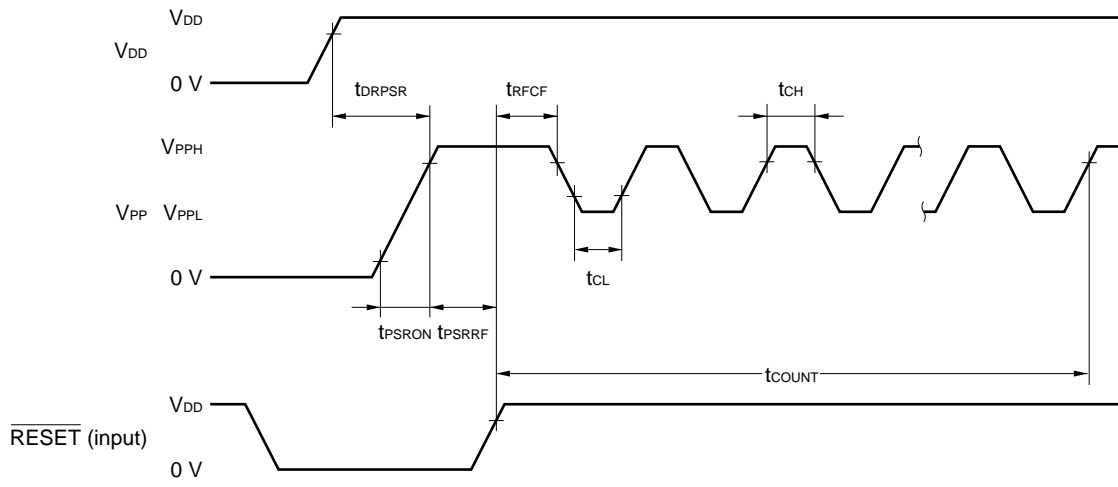 VDD
VDD
0 V
tDRPSR
tRFCF
tCH
VPPH
VPP VPPL
tCL
0 V
tPSRON tPSRRF
tCOUNT
VDD
RESET (input)
0 V